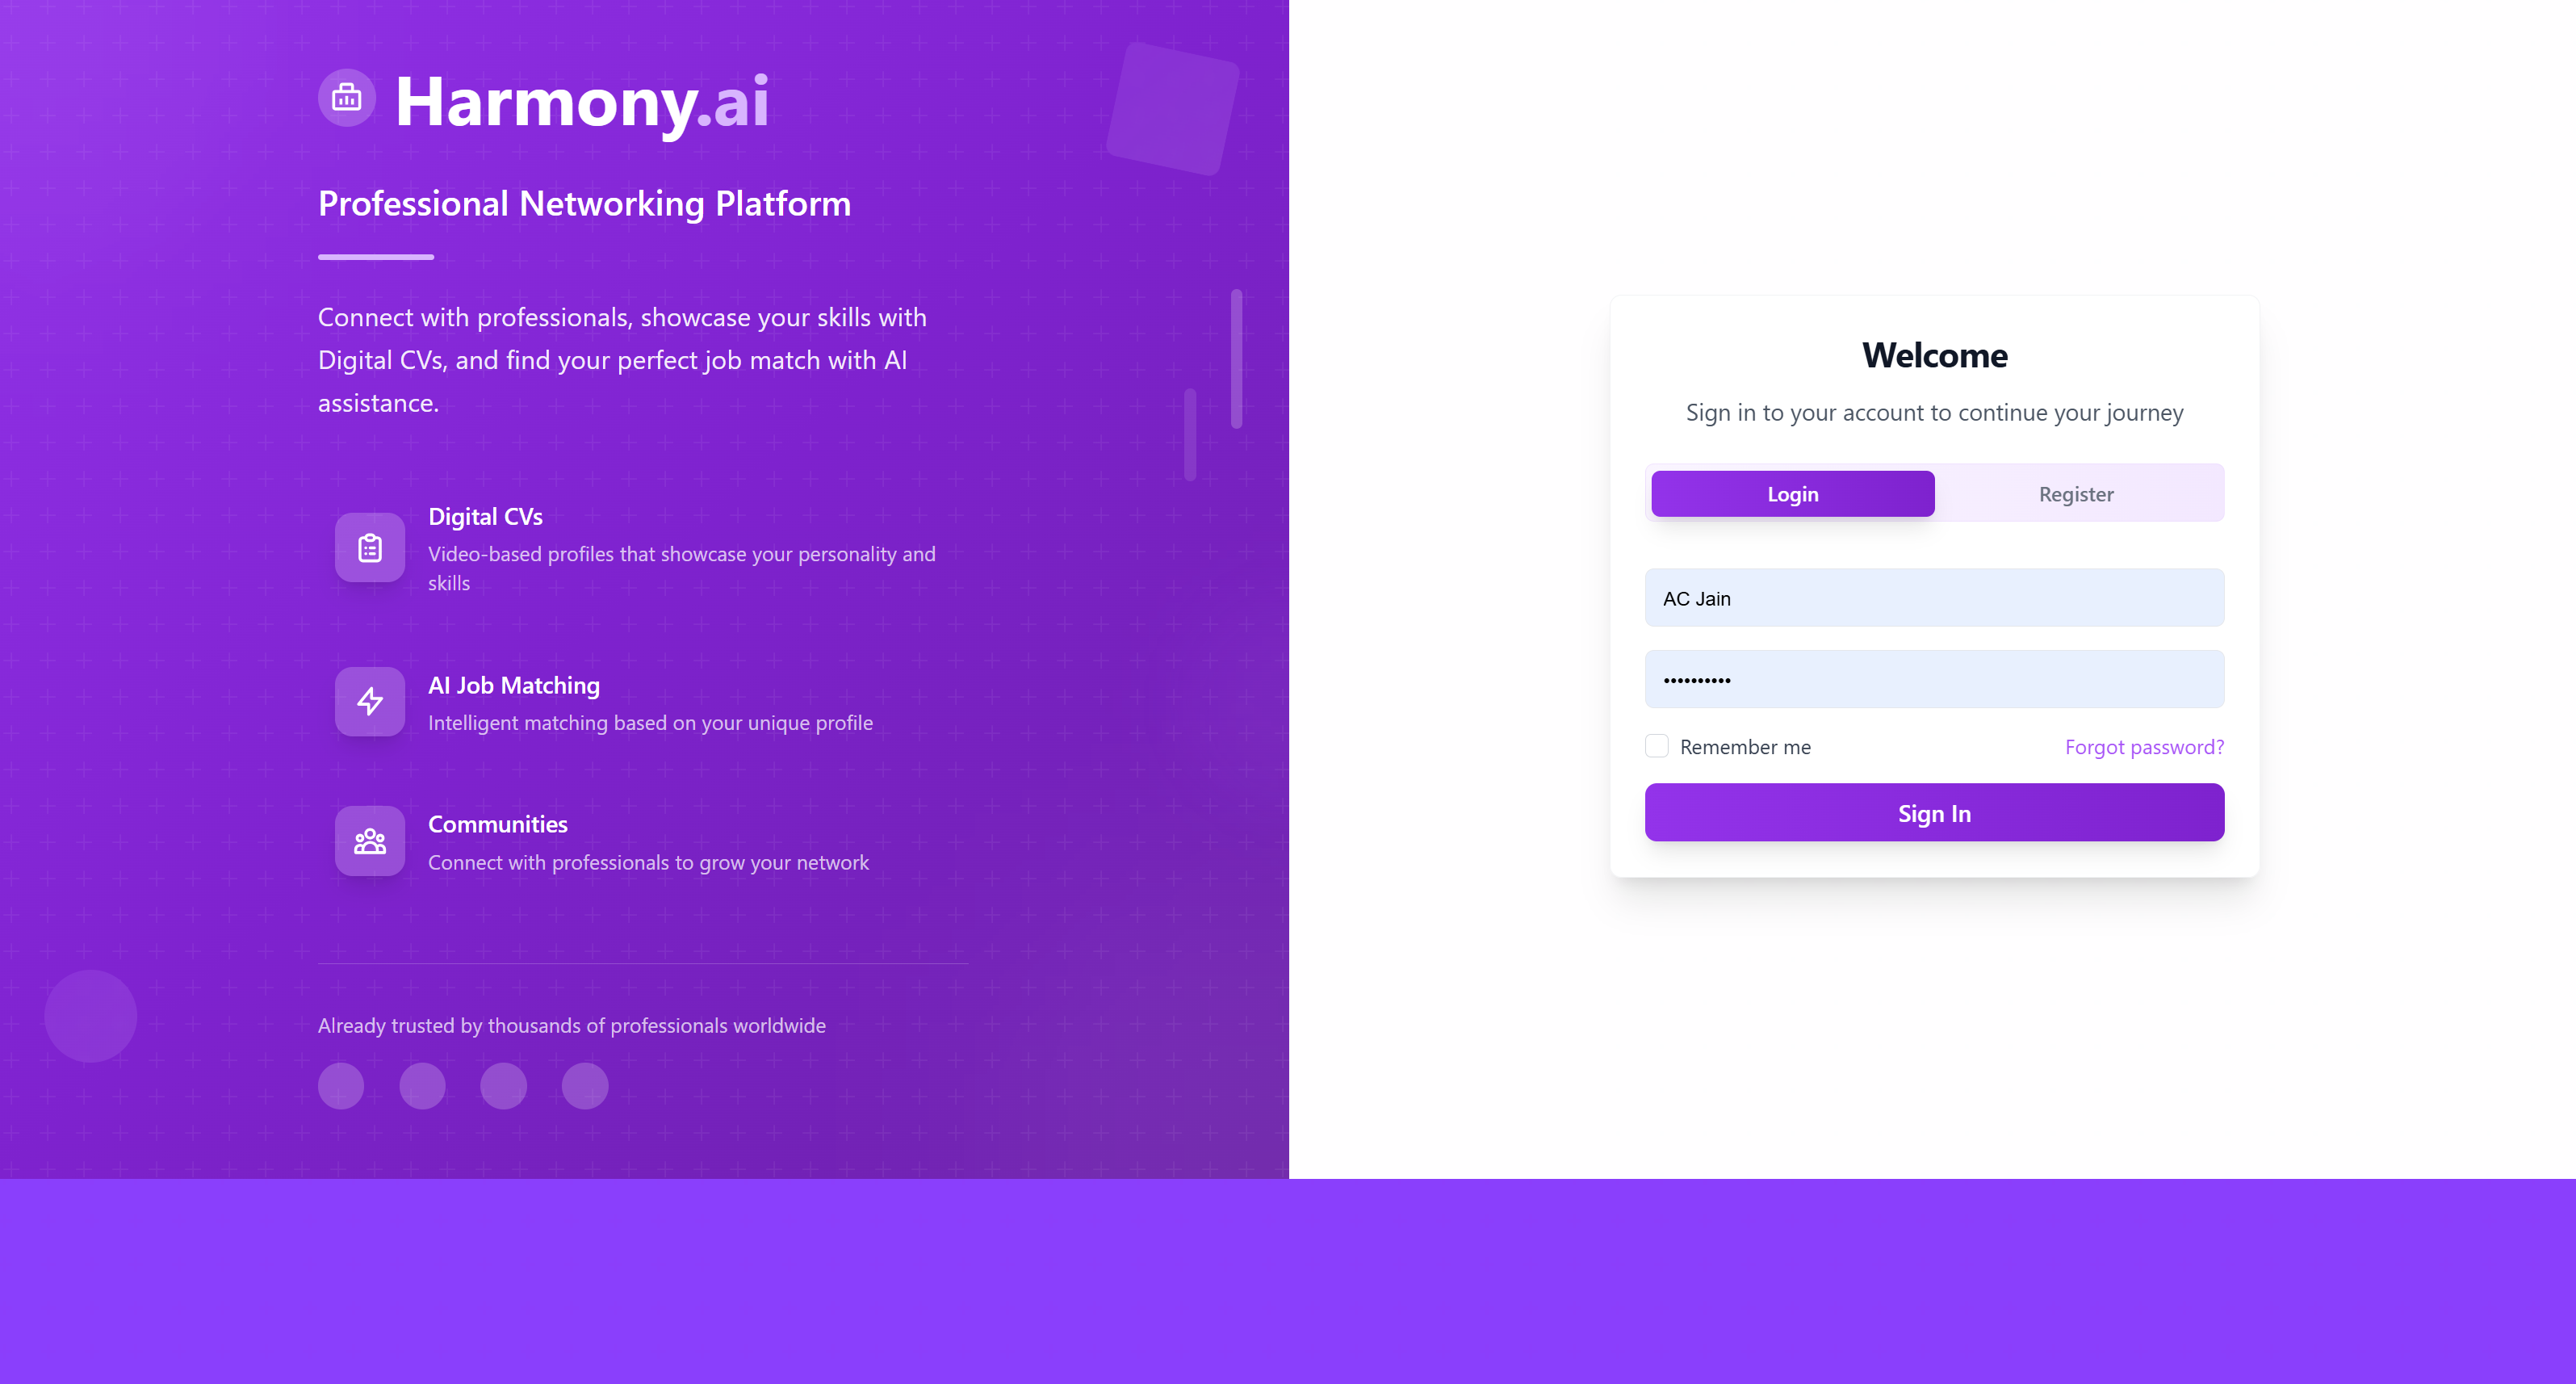 Harmony.ai
Professional Networking Platform
Connect with professionals, showcase your skills with
Digital CVs, and find your perfect job match with AI
assistance.
Digital CVs
Video-based profiles that showcase your personality and
skills
AI Job Matching
Intelligent matching based on your unique profile
Communities
Connect with professionals to grow your network
Already trusted by thousands of professionals worldwide
Welcome
Sign in to your account to continue your journey
Login Register
AC Jain
••••••••••
Remember me Forgot password?
Sign In